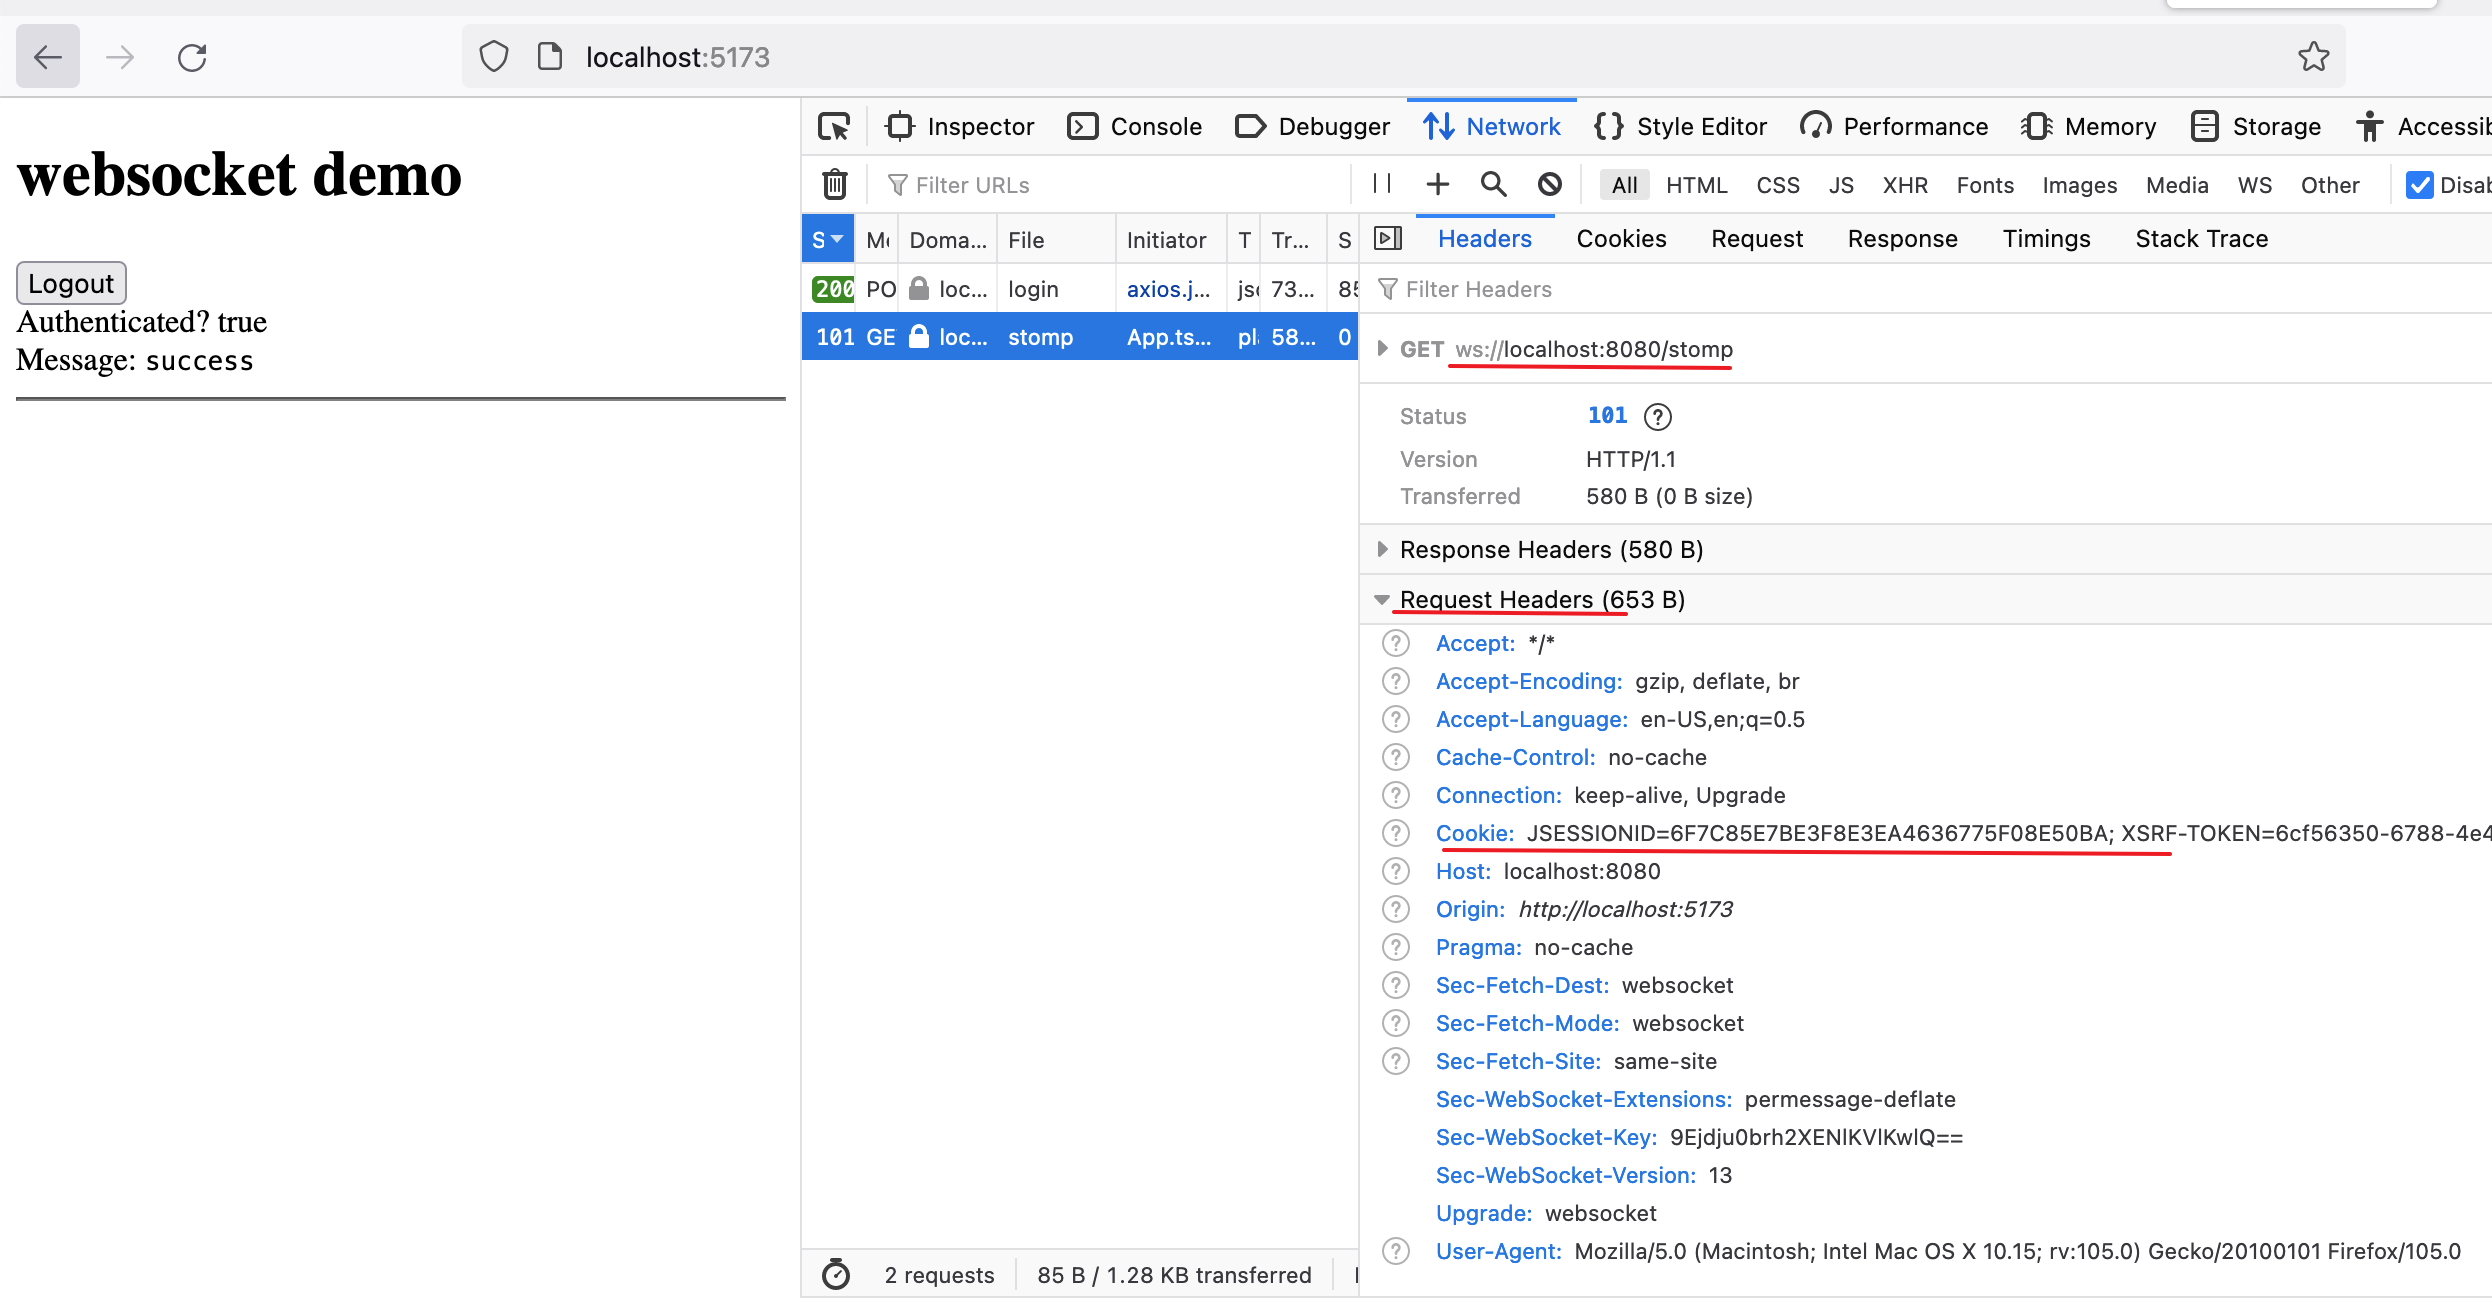 localhost:5173
websocket demo
Logout
Authenticated? true
Message: success
Inspector Console Debugger Network Style Editor Performance Memory Storage Accessib
Filter URLs
All HTML CSS JS XHR Fonts Images Media WS Other Disab
S Me Doma... File Initiator T Tr... S
200 PO loc... login axios.j... jso 73... 85
101 GE loc... stomp App.ts... pla 58... 0
Headers Cookies Request Response Timings Stack Trace
Filter Headers
GET ws://localhost:8080/stomp
Status 101
Version HTTP/1.1
Transferred 580 B (0 B size)
Response Headers (580 B)
Request Headers (653 B)
Accept: */*
Accept-Encoding: gzip, deflate, br
Accept-Language: en-US,en;q=0.5
Cache-Control: no-cache
Connection: keep-alive, Upgrade
Cookie: JSESSIONID=6F7C85E7BE3F8E3EA4636775F08E50BA; XSRF-TOKEN=6cf56350-6788-4e4
Host: localhost:8080
Origin: http://localhost:5173
Pragma: no-cache
Sec-Fetch-Dest: websocket
Sec-Fetch-Mode: websocket
Sec-Fetch-Site: same-site
Sec-WebSocket-Extensions: permessage-deflate
Sec-WebSocket-Key: 9Ejdju0brh2XENlKVlKwlQ==
Sec-WebSocket-Version: 13
Upgrade: websocket
User-Agent: Mozilla/5.0 (Macintosh; Intel Mac OS X 10.15; rv:105.0) Gecko/20100101 Firefox/105.0
2 requests 85 B / 1.28 KB transferred